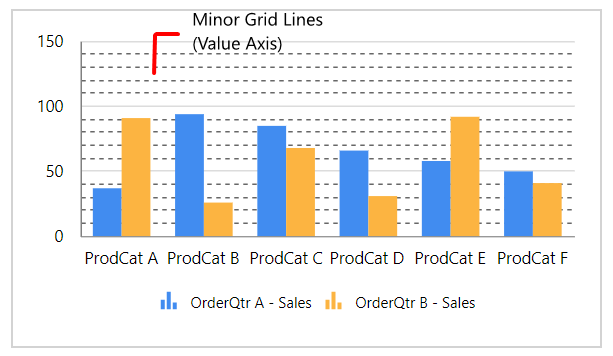 Minor Grid Lines
(Value Axis)
150
100
50
0
ProdCat A ProdCat B ProdCat C ProdCat D ProdCat E ProdCat F
OrderQtr A - Sales OrderQtr B - Sales